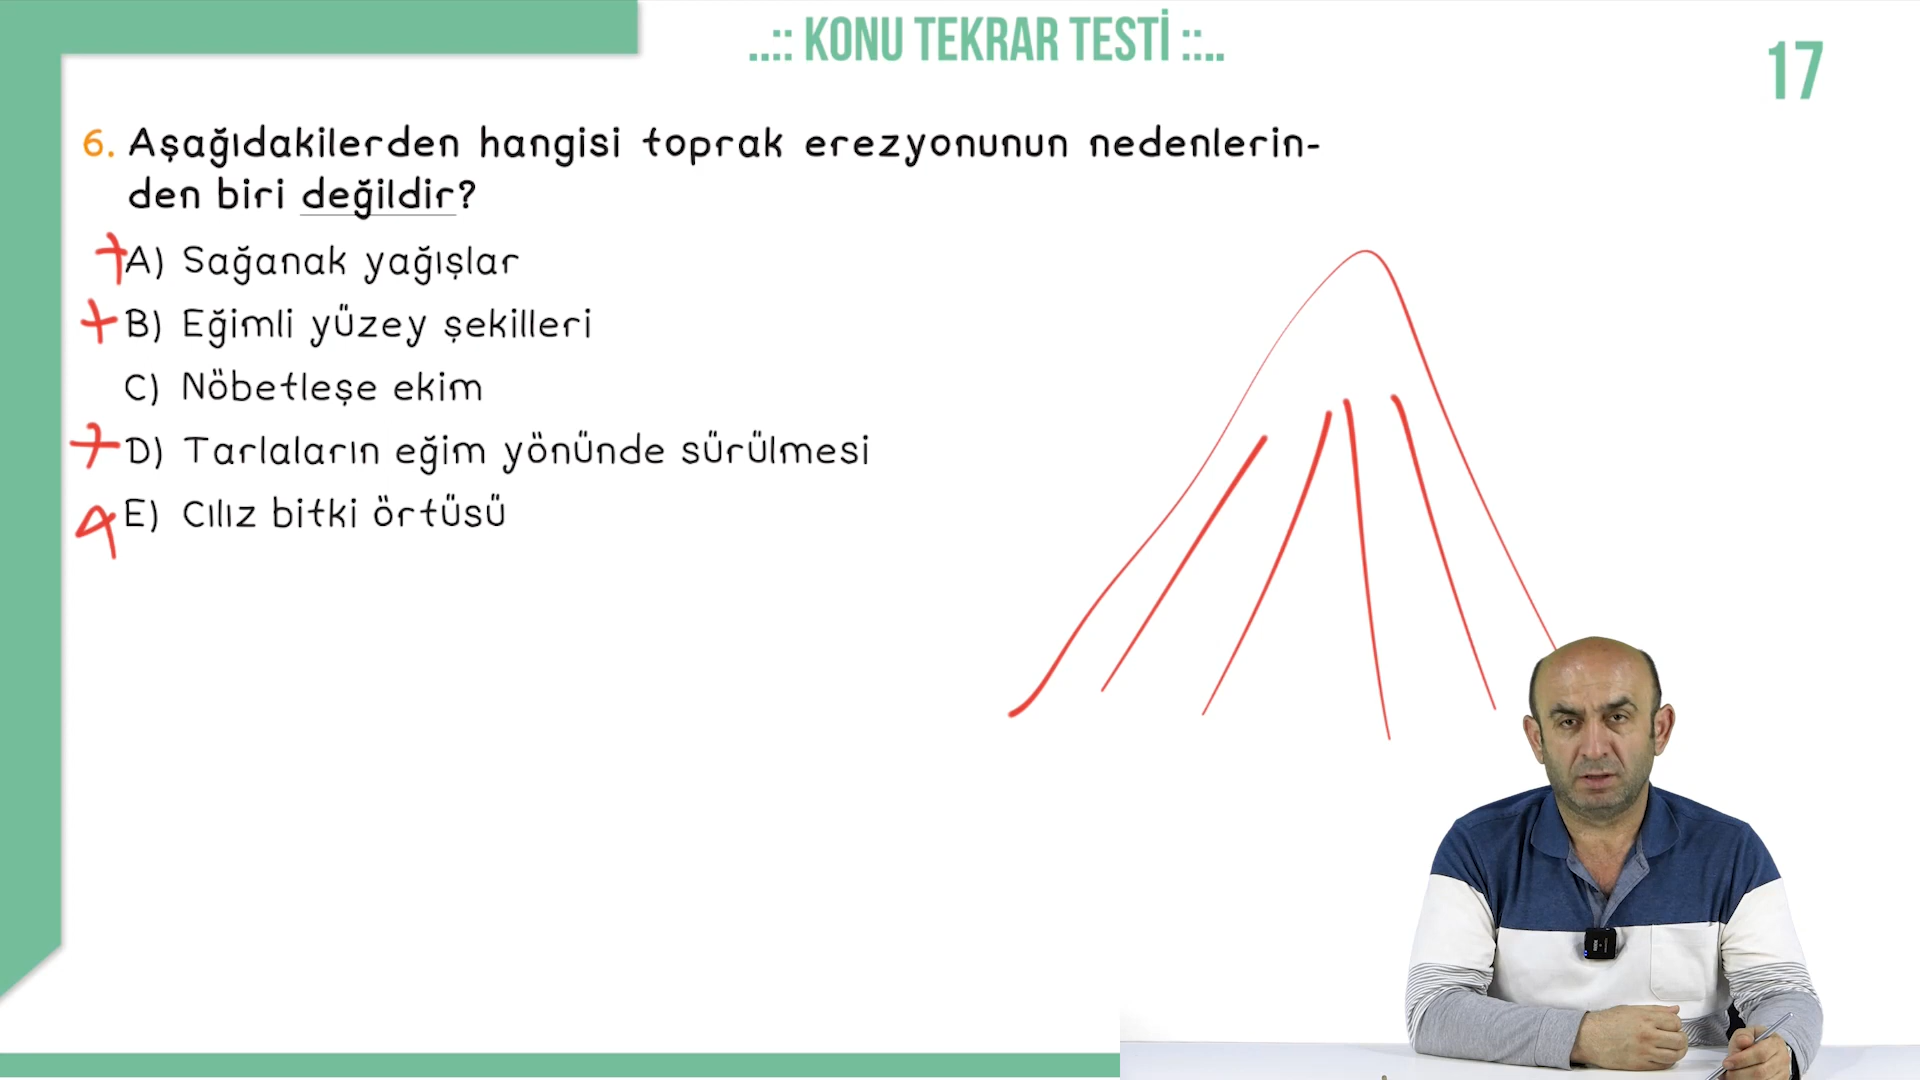 ..:: KONU TEKRAR TESTİ ::..
17
6. Aşağıdakilerden hangisi toprak erezyonunun nedenlerin-
den biri değildir?
A) Sağanak yağışlar
B) Eğimli yüzey şekilleri
C) Nöbetleşe ekim
D) Tarlaların eğim yönünde sürülmesi
E) Cılız bitki örtüsü